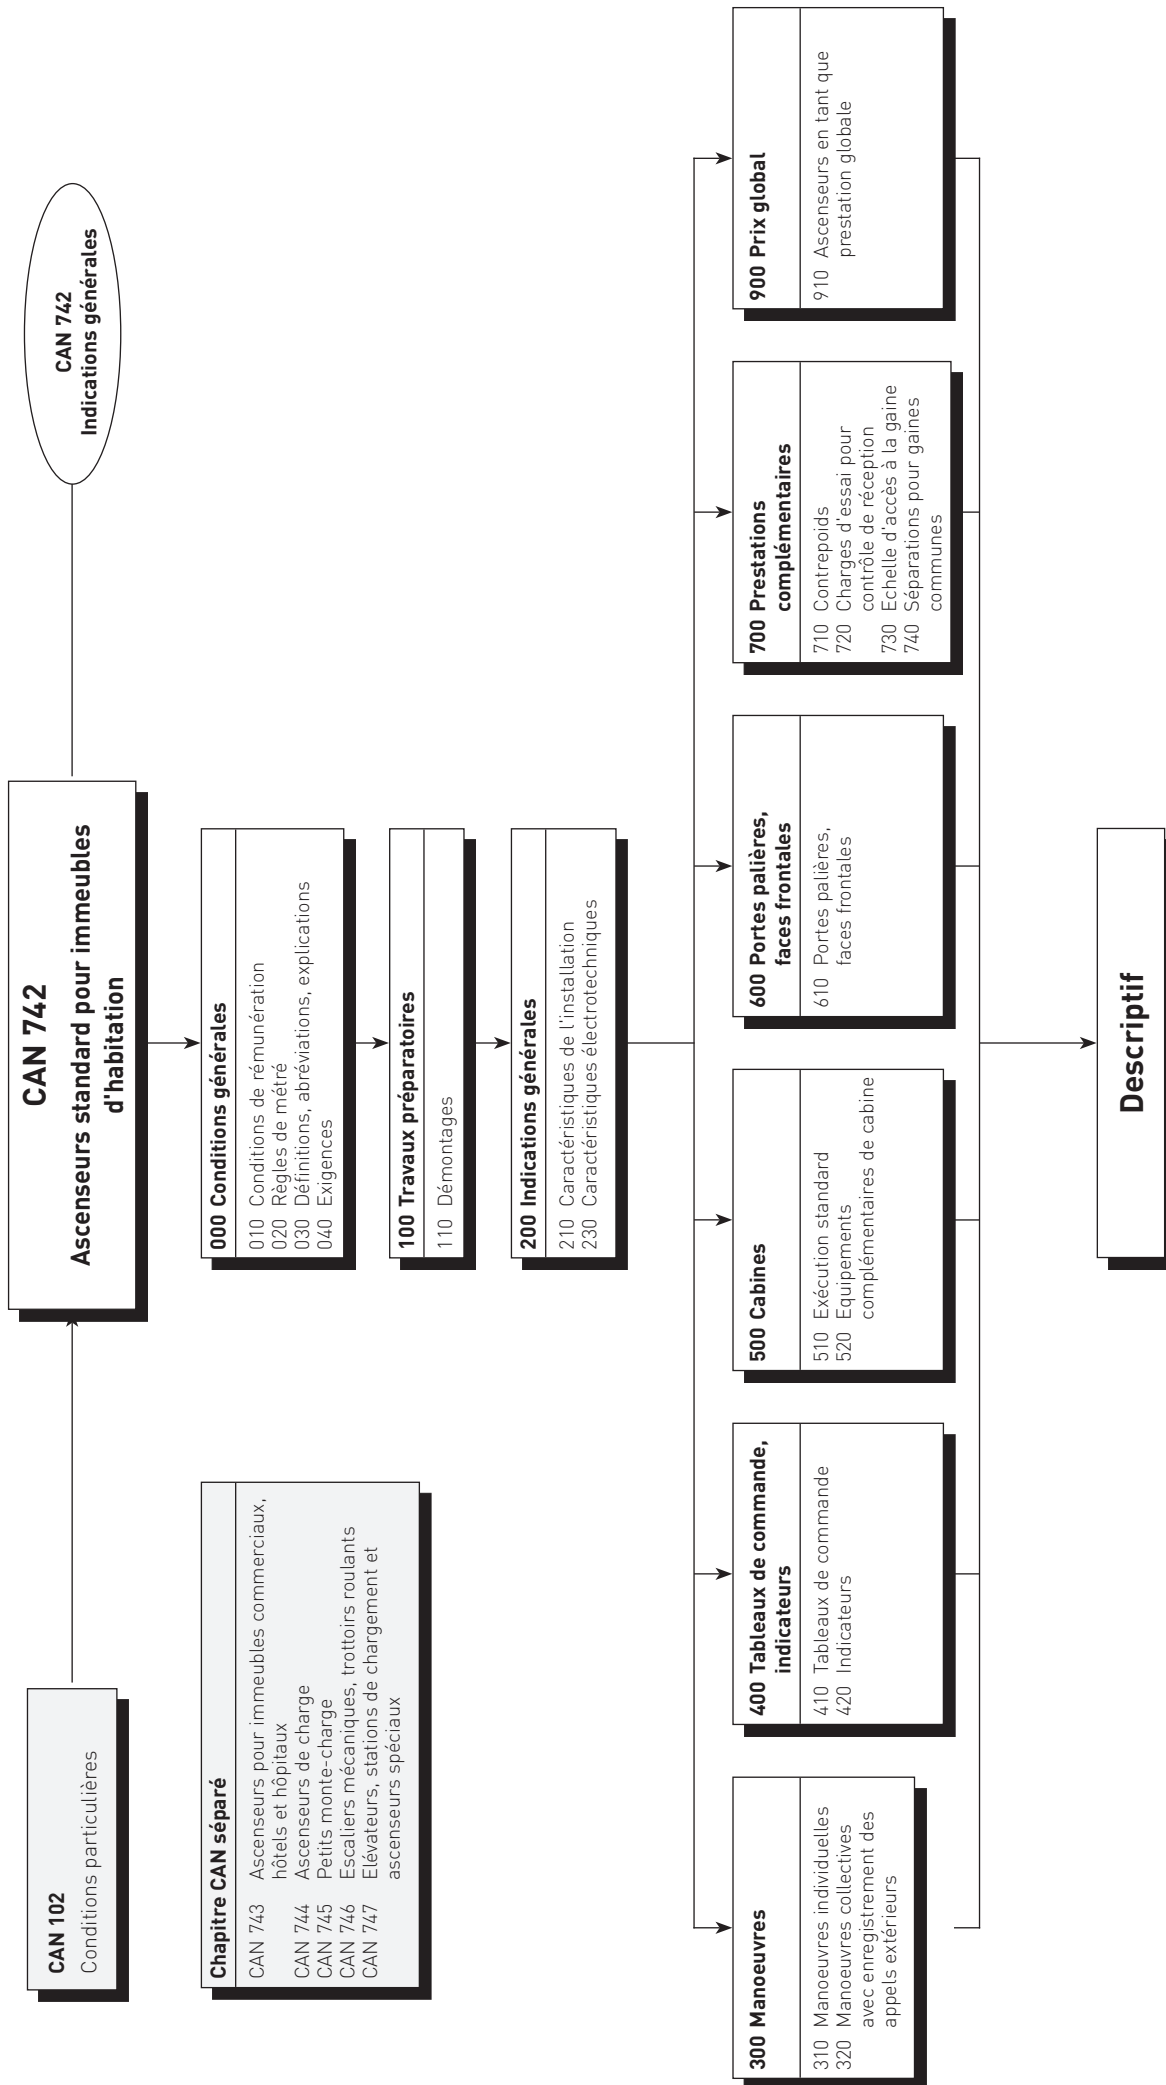 CAN 742
Ascenseurs standard pour immeubles
d'habitation
CAN 102
Conditions particulières
CAN 742
Indications générales
Chapitre CAN séparé
CAN 743 Ascenseurs pour immeubles commerciaux,
hôtels et hôpitaux
CAN 744 Ascenseurs de charge
CAN 745 Petits monte-charge
CAN 746 Escaliers mécaniques, trottoirs roulants
CAN 747 Elévateurs, stations de chargement et
ascenseurs spéciaux
000 Conditions générales
010 Conditions de rémunération
020 Règles de métré
030 Définitions, abréviations, explications
040 Exigences
100 Travaux préparatoires
110 Démontages
200 Indications générales
210 Caractéristiques de l'installation
230 Caractéristiques électrotechniques
300 Manoeuvres
310 Manoeuvres individuelles
320 Manoeuvres collectives
avec enregistrement des
appels extérieurs
400 Tableaux de commande,
indicateurs
410 Tableaux de commande
420 Indicateurs
500 Cabines
510 Exécution standard
520 Equipements
complémentaires de cabine
600 Portes palières,
faces frontales
610 Portes palières,
faces frontales
700 Prestations
complémentaires
710 Contrepoids
720 Charges d'essai pour
contrôle de réception
730 Echelle d'accès à la gaine
740 Séparations pour gaines
communes
900 Prix global
910 Ascenseurs en tant que
prestation globale
Descriptif